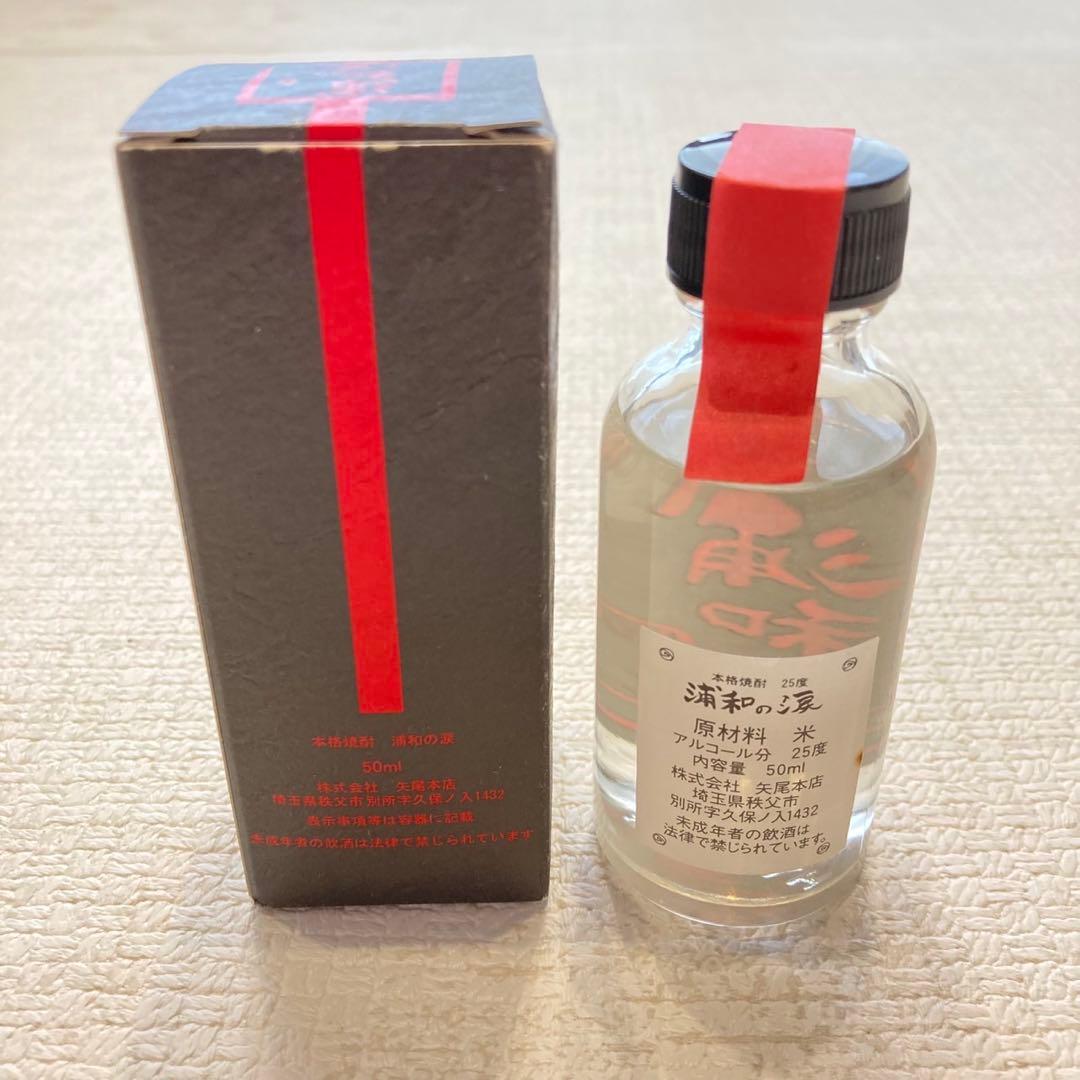 本格焼酎 浦和の涙
50ml
株式会社 矢尾本店
埼玉県秩父市別所字久保ノ入1432
表示事項等は容器に記載
未成年者の飲酒は法律で禁じられています
浦和
本格焼酎 25度
浦和の涙
原材料 米
アルコール分 25度
内容量 50ml
株式会社 矢尾本店
埼玉県秩父市
別所字久保ノ入1432
未成年者の飲酒は
法律で禁じられています。